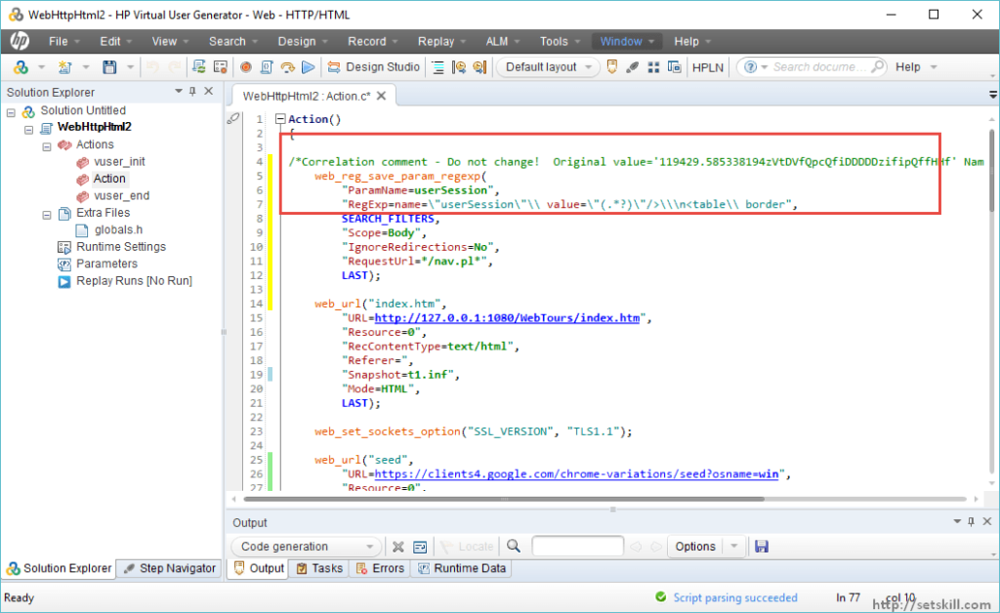 WebHttpHtml2 - HP Virtual User Generator - Web - HTTP/HTML
hp File Edit View Search Design Record Replay ALM Tools Window Help
Design Studio Default layout HPLN Search docume... Help
Solution Explorer
Solution Untitled
WebHttpHtml2
Actions
vuser_init
Action
vuser_end
Extra Files
globals.h
Runtime Settings
Parameters
Replay Runs [No Run]
WebHttpHtml2 : Action.c*
1 Action()
2 {
3
4 /*Correlation comment - Do not change!  Original value='119429.585338194zVtDVfQpcQfiDDDDDzifipQffHHf' Nam
5 web_reg_save_param_regexp(
6 "ParamName=userSession",
7 "RegExp=name=\"userSession\"\\ value=\"(.*?)\"/>\\\n<table\\ border",
8 SEARCH_FILTERS,
9 "Scope=Body",
10 "IgnoreRedirections=No",
11 "RequestUrl=*/nav.pl*",
12 LAST);
13
14 web_url("index.htm",
15 "URL=http://127.0.0.1:1080/WebTours/index.htm",
16 "Resource=0",
17 "RecContentType=text/html",
18 "Referer=",
19 "Snapshot=t1.inf",
20 "Mode=HTML",
21 LAST);
22
23 web_set_sockets_option("SSL_VERSION", "TLS1.1");
24
25 web_url("seed",
26 "URL=https://clients4.google.com/chrome-variations/seed?osname=win",
27 "Resource=0",
Output
Code generation Locate Options
Solution Explorer Step Navigator Output Tasks Errors Runtime Data
Ready Script parsing succeeded ln 77 col 10
http://setskill.com